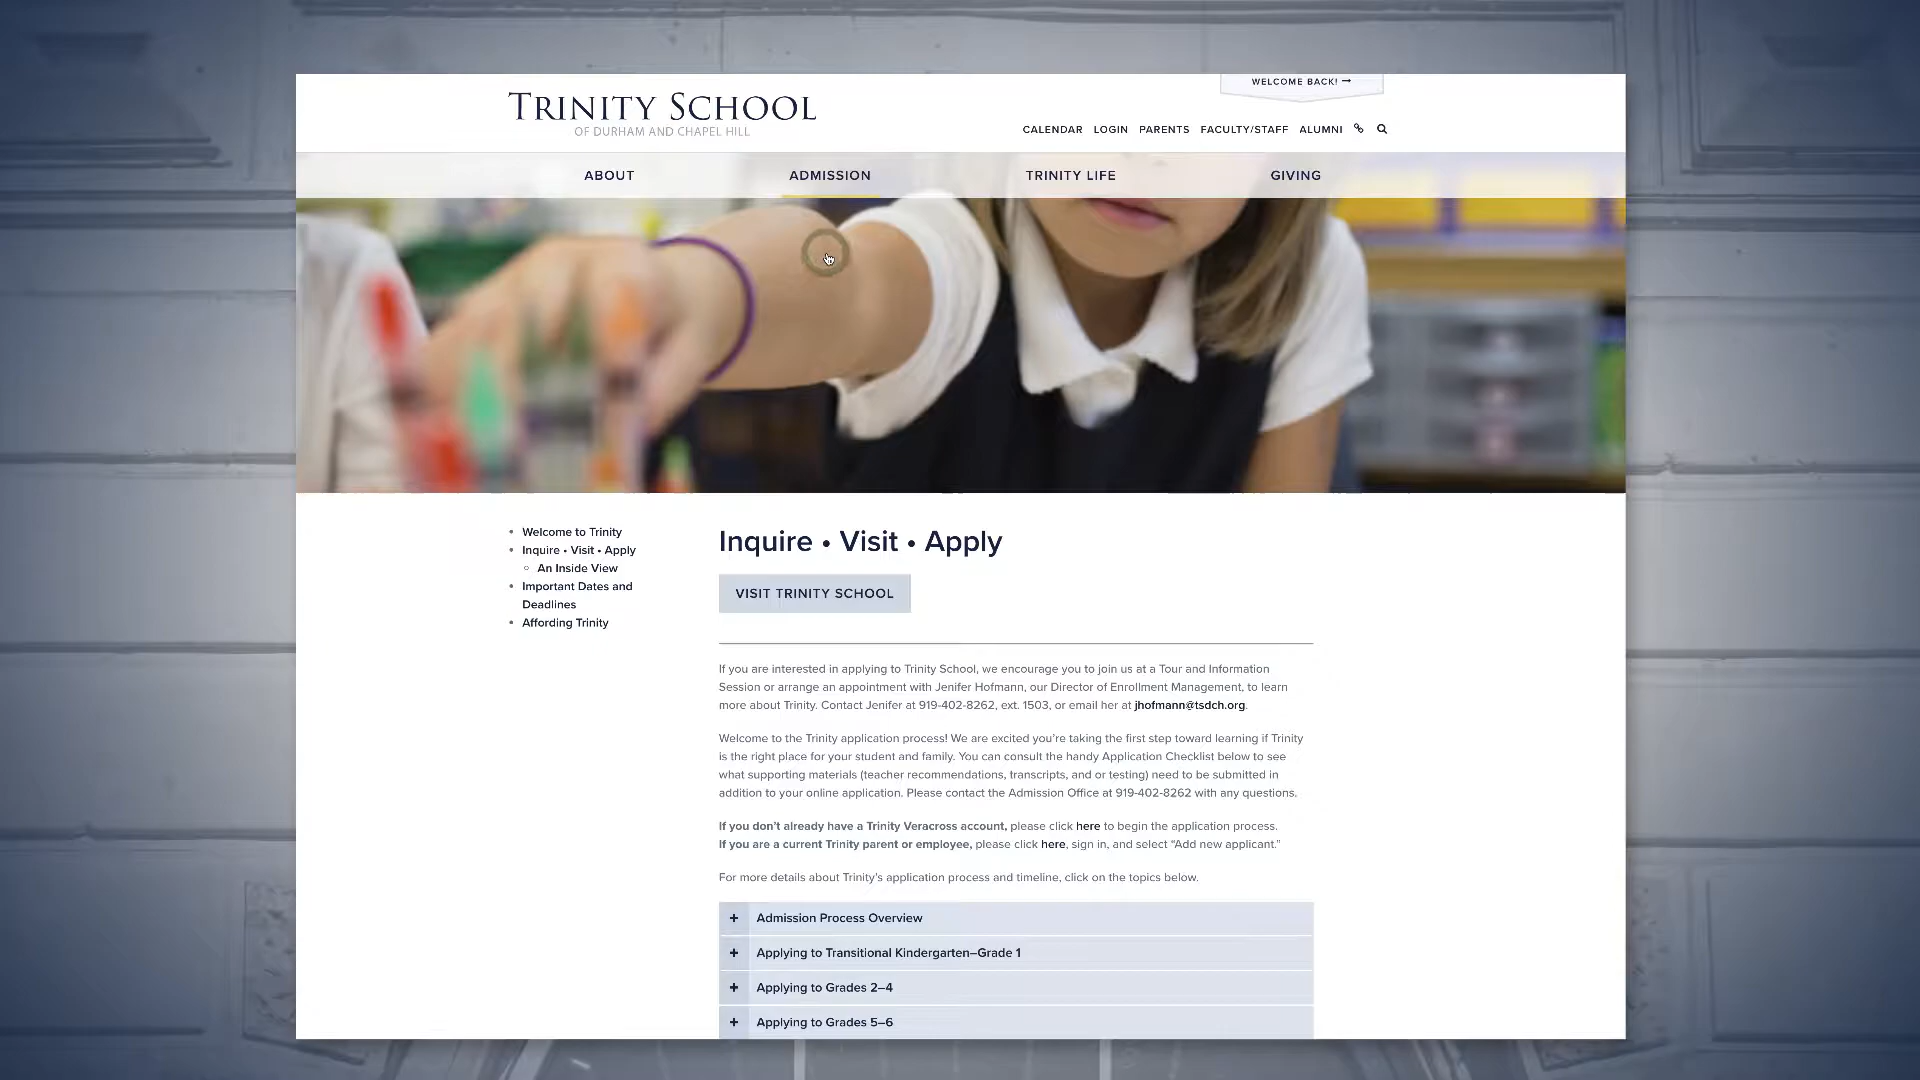 WELCOME BACK! →
TRINITY SCHOOL
OF DURHAM AND CHAPEL HILL
CALENDAR LOGIN PARENTS FACULTY/STAFF ALUMNI
ABOUT ADMISSION TRINITY LIFE GIVING
• Welcome to Trinity
• Inquire • Visit • Apply
○ An Inside View
• Important Dates and
Deadlines
• Affording Trinity
Inquire • Visit • Apply
VISIT TRINITY SCHOOL
If you are interested in applying to Trinity School, we encourage you to join us at a Tour and Information
Session or arrange an appointment with Jenifer Hofmann, our Director of Enrollment Management, to learn
more about Trinity. Contact Jenifer at 919-402-8262, ext. 1503, or email her at jhofmann@tsdch.org.
Welcome to the Trinity application process! We are excited you’re taking the first step toward learning if Trinity
is the right place for your student and family. You can consult the handy Application Checklist below to see
what supporting materials (teacher recommendations, transcripts, and or testing) need to be submitted in
addition to your online application. Please contact the Admission Office at 919-402-8262 with any questions.
If you don’t already have a Trinity Veracross account, please click here to begin the application process.
If you are a current Trinity parent or employee, please click here, sign in, and select “Add new applicant.”
For more details about Trinity’s application process and timeline, click on the topics below.
+ Admission Process Overview
+ Applying to Transitional Kindergarten–Grade 1
+ Applying to Grades 2–4
+ Applying to Grades 5–6